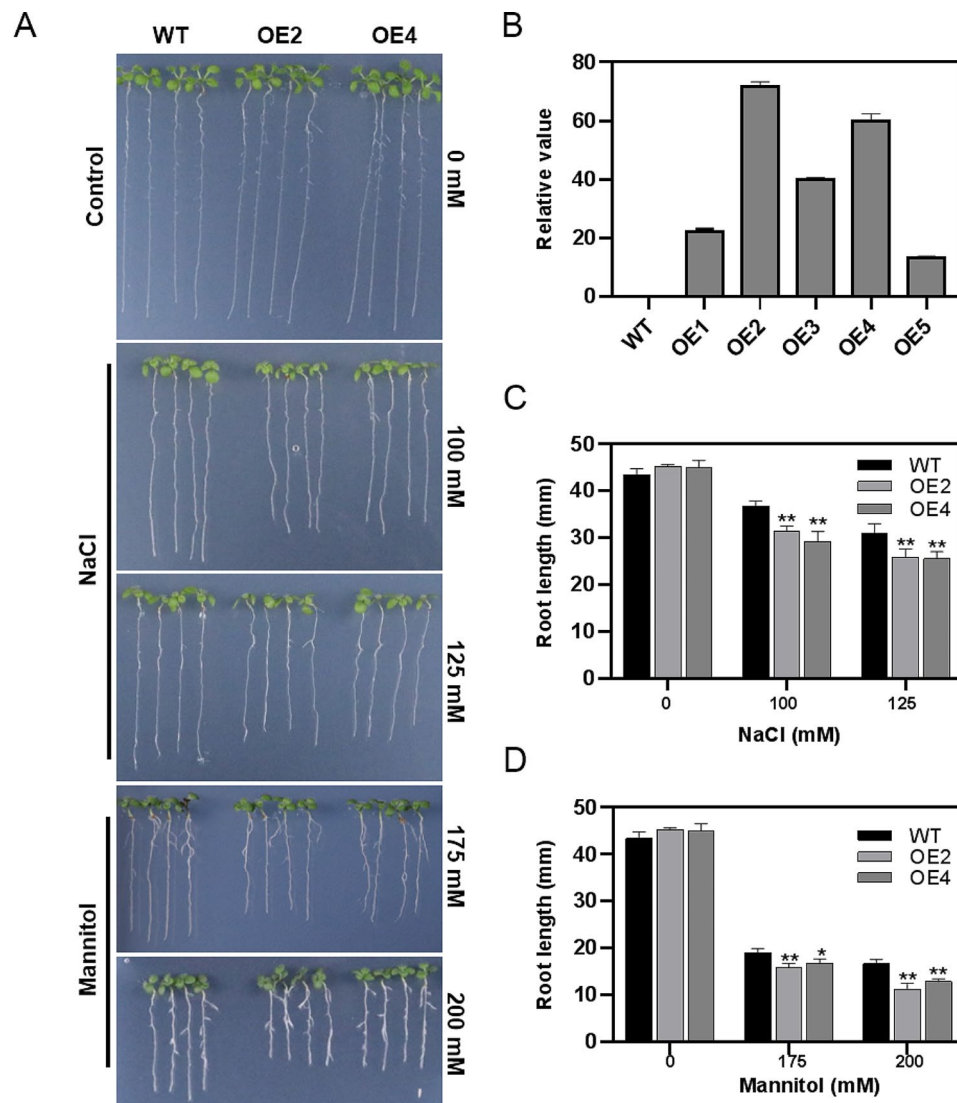 A
WT OE2 OE4
Control
0 mM
NaCl
100 mM
125 mM
Mannitol
175 mM
200 mM
B
Relative value
80
60
40
20
0
WT OE1 OE2 OE3 OE4 OE5
C
Root length (mm)
50
40
30
20
10
0
WT
OE2
OE4
** **
** **
0 100 125
NaCl (mM)
D
Root length (mm)
50
40
30
20
10
0
WT
OE2
OE4
** *
** **
0 175 200
Mannitol (mM)